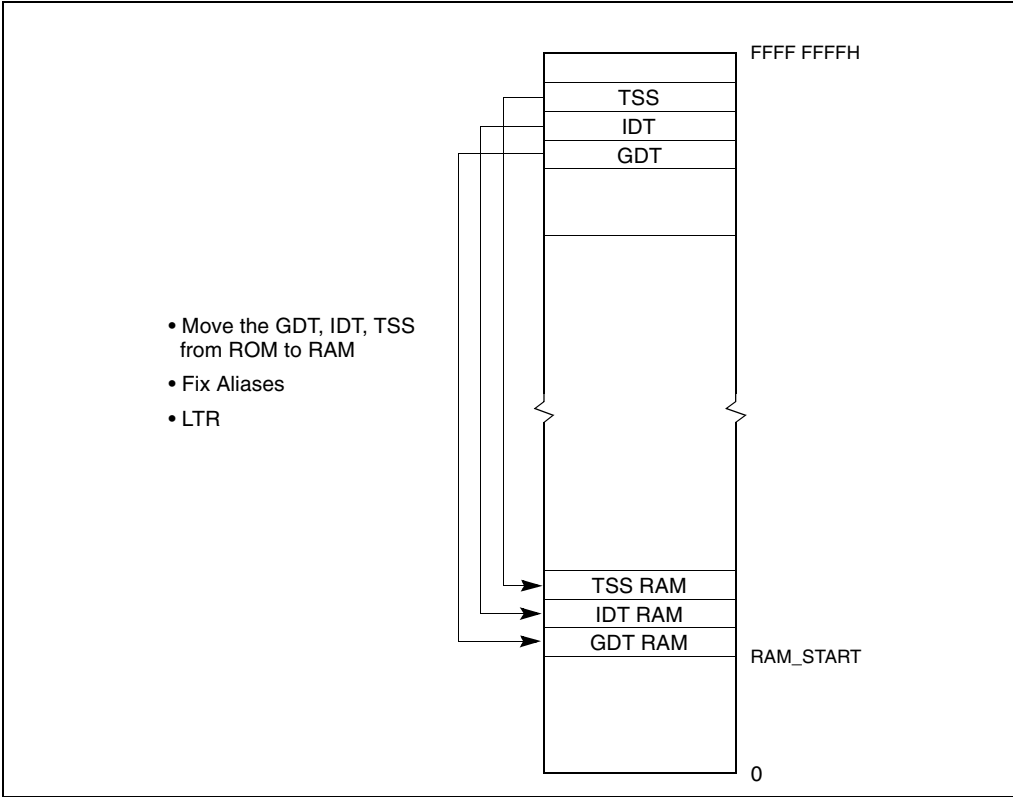 FFFF FFFFH
TSS
IDT
GDT
• Move the GDT, IDT, TSS
from ROM to RAM
• Fix Aliases
• LTR
TSS RAM
IDT RAM
GDT RAM
RAM_START
0